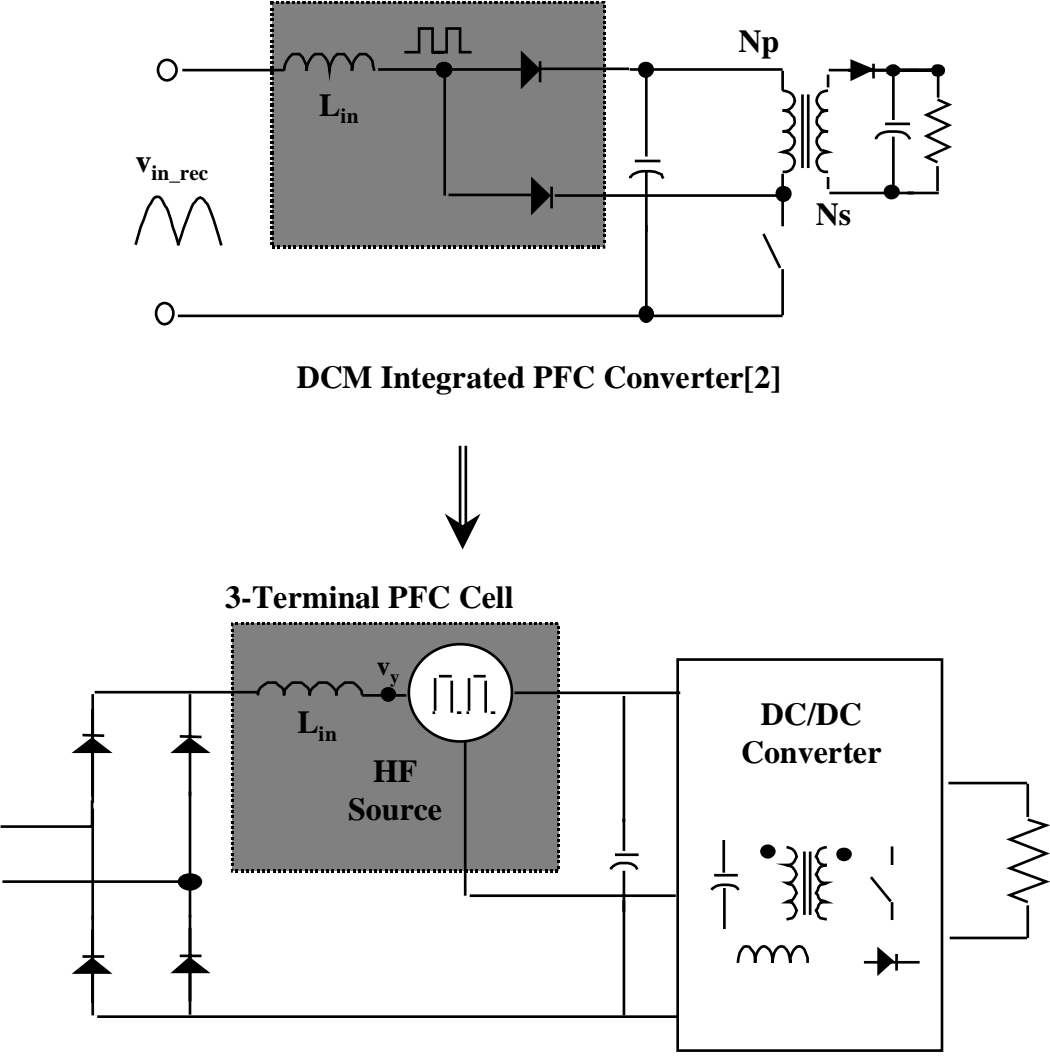 Np
L_in
v_in_rec
Ns
DCM Integrated PFC Converter[2]
3-Terminal PFC Cell
v_y
L_in
HF
Source
DC/DC
Converter